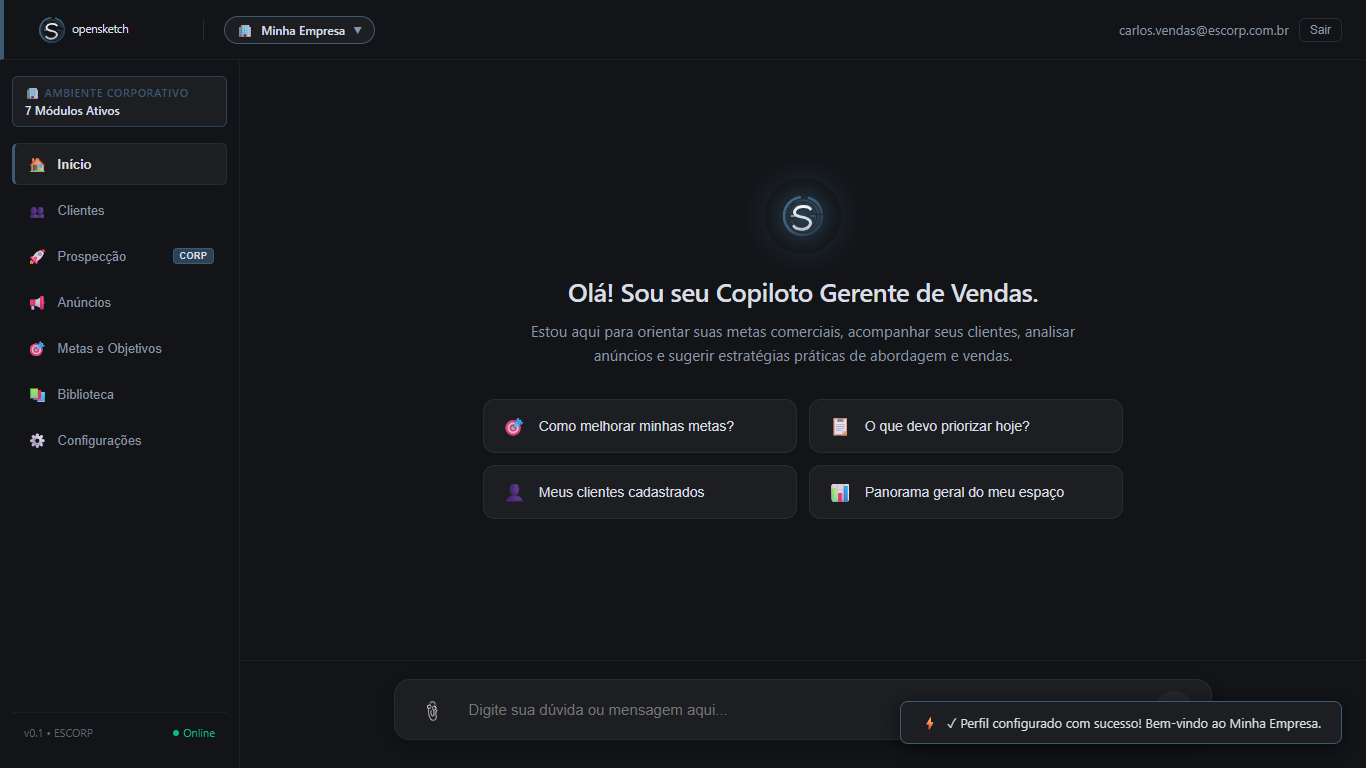 opensketch
Minha Empresa ▼
carlos.vendas@escorp.com.br
Sair
AMBIENTE CORPORATIVO
7 Módulos Ativos
Início
Clientes
Prospecção CORP
Anúncios
Metas e Objetivos
Biblioteca
Configurações
Olá! Sou seu Copiloto Gerente de Vendas.
Estou aqui para orientar suas metas comerciais, acompanhar seus clientes, analisar
anúncios e sugerir estratégias práticas de abordagem e vendas.
Como melhorar minhas metas?
O que devo priorizar hoje?
Meus clientes cadastrados
Panorama geral do meu espaço
Digite sua dúvida ou mensagem aqui...
✓ Perfil configurado com sucesso! Bem-vindo ao Minha Empresa.
v0.1 • ESCORP
Online